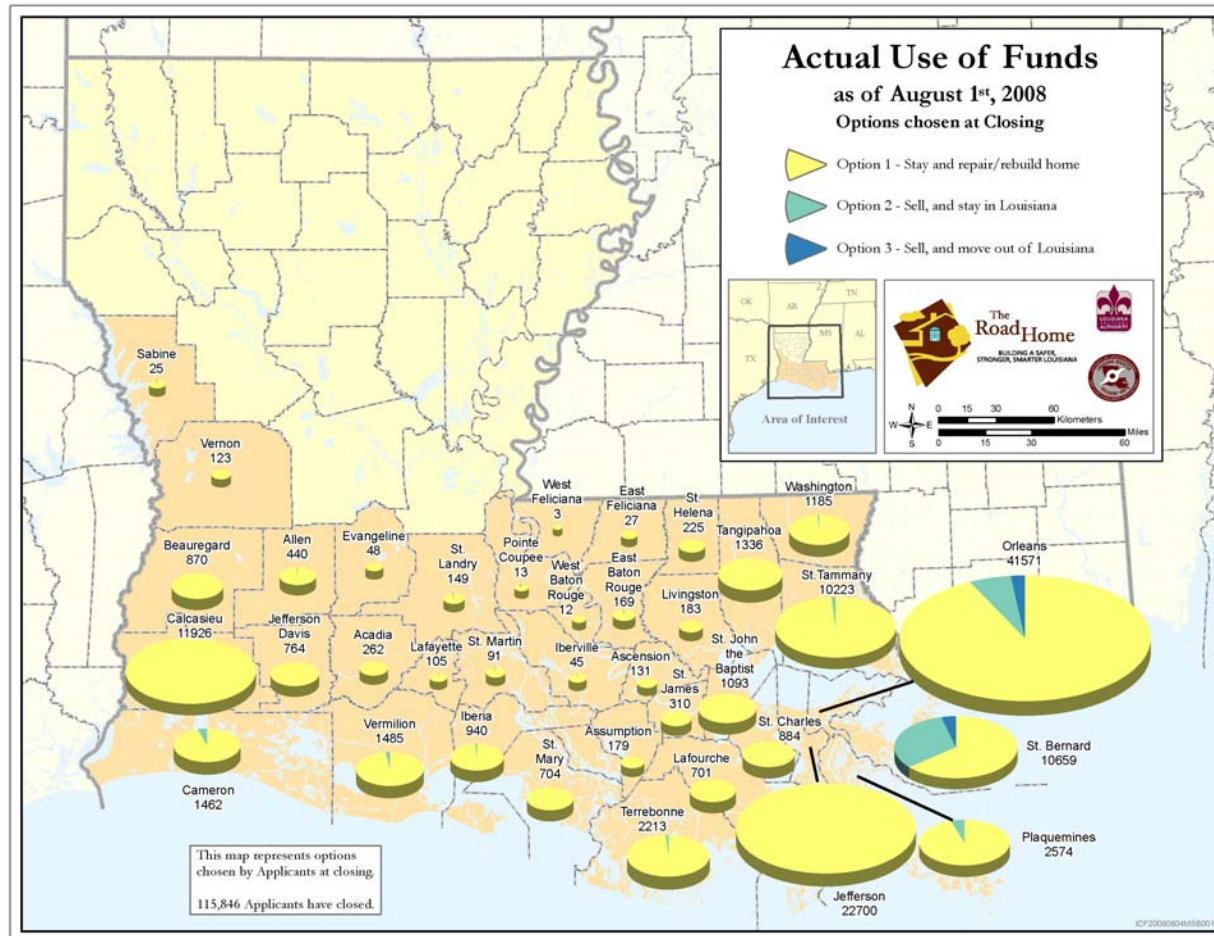 Actual Use of Funds
as of August 1st, 2008
Options chosen at Closing
Option 1 - Stay and repair/rebuild home
Option 2 - Sell, and stay in Louisiana
Option 3 - Sell, and move out of Louisiana
OK
AR
TN
TX
MS
AL
Area of Interest
The
Road Home
BUILDING A SAFER,
STRONGER, SMARTER LOUISIANA
LOUISIANA
AUTHORITY
N
W E
S
0 15 30 60
Kilometers
Miles
0 15 30 60
Sabine
25
Vernon
123
Beauregard
870
Allen
440
Evangeline
48
St.
Landry
149
Pointe
Coupee
13
West
Feliciana
3
East
Feliciana
27
St.
Helena
225
Tangipahoa
1336
Washington
1185
West
Baton
Rouge
12
East
Baton
Rouge
169
Livingston
183
St.Tammany
10223
Orleans
41571
Calcasieu
11926
Jefferson
Davis
764
Acadia
262
Lafayette
105
St. Martin
91
Iberville
45
Ascension
131
St.
James
310
St. John
the
Baptist
1093
St. Charles
884
St. Bernard
10659
Cameron
1462
Vermilion
1485
Iberia
940
St.
Mary
704
Assumption
179
Lafourche
701
Terrebonne
2213
Jefferson
22700
Plaquemines
2574
This map represents options
chosen by Applicants at closing.
115,846 Applicants have closed.
ICF20080804MSB001